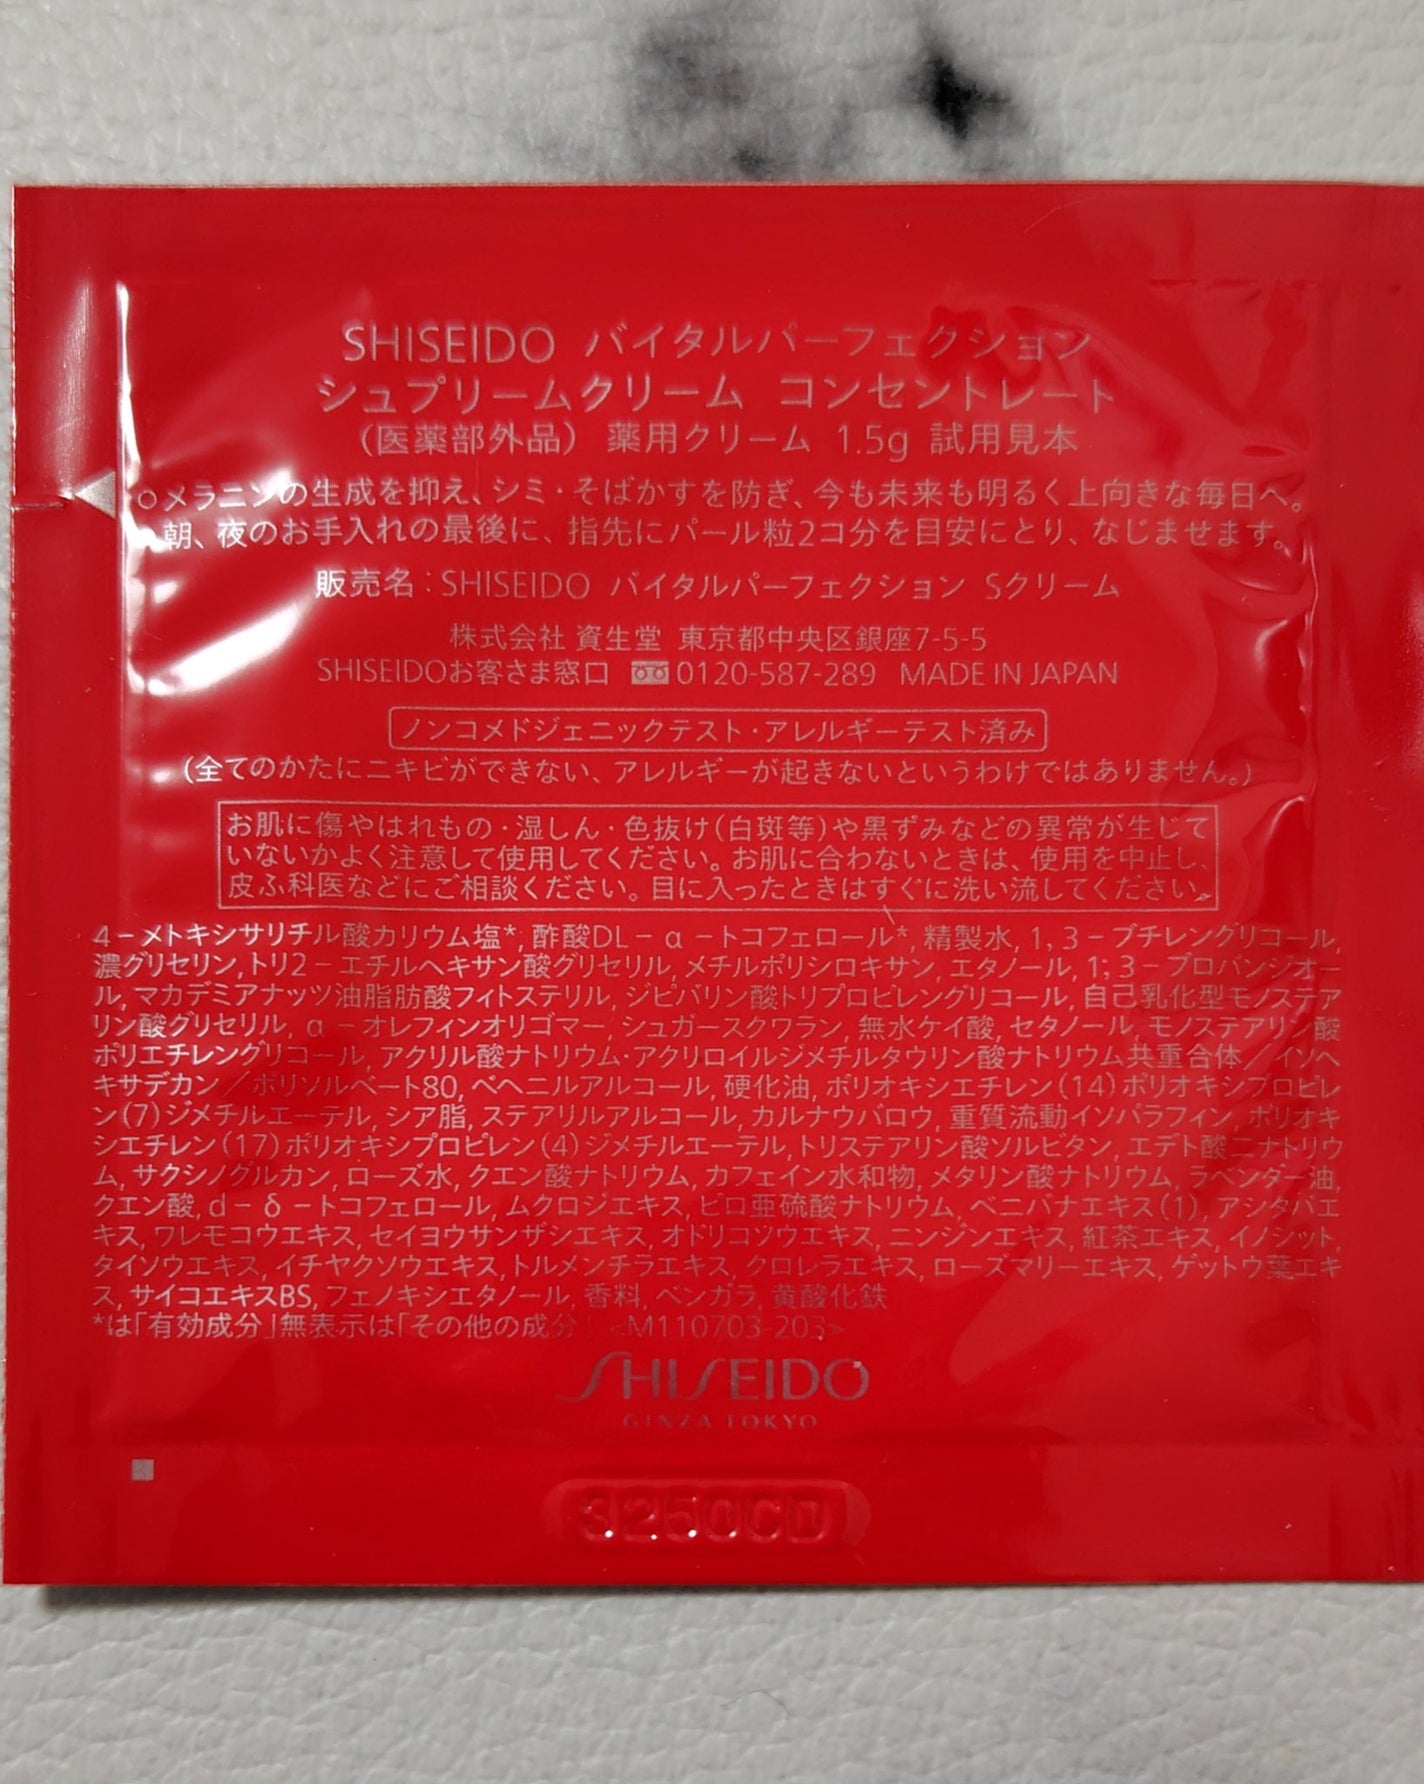 SHISEIDO バイタルパーフェクション
シュプリームクリーム コンセントレート
（医薬部外品） 薬用クリーム 1.5g 試用見本
○メラニンの生成を抑え、シミ・そばかすを防ぎ、今も未来も明るく上向きな毎日へ。
●朝、夜のお手入れの最後に、指先にパール粒2コ分を目安にとり、なじませます。
販売名：SHISEIDO バイタルパーフェクション Sクリーム
株式会社 資生堂 東京都中央区銀座7-5-5
SHISEIDOお客さま窓口 0120-587-289 MADE IN JAPAN
ノンコメドジェニックテスト・アレルギーテスト済み
（全てのかたにニキビができない、アレルギーが起きないというわけではありません。）
お肌に傷やはれもの・湿しん・色抜け（白斑等）や黒ずみなどの異常が生じて
いないかよく注意して使用してください。お肌に合わないときは、使用を中止し、
皮ふ科医などにご相談ください。目に入ったときはすぐに洗い流してください。
4－メトキシサリチル酸カリウム塩*, 酢酸DL－α－トコフェロール*, 精製水, 1, 3－ブチレングリコール,
濃グリセリン, トリ2－エチルヘキサン酸グリセリル, メチルポリシロキサン, エタノール, 1, 3－プロパンジオー
ル, マカデミアナッツ油脂肪酸フィトステリル, ジピバリン酸トリプロピレングリコール, 自己乳化型モノステア
リン酸グリセリル, α－オレフィンオリゴマー, シュガースクワラン, 無水ケイ酸, セタノール, モノステアリン酸
ポリエチレングリコール, アクリル酸ナトリウム・アクリロイルジメチルタウリン酸ナトリウム共重合体／イソヘ
キサデカン／ポリソルベート80, ベヘニルアルコール, 硬化油, ポリオキシエチレン（14）ポリオキシプロピレ
ン（7）ジメチルエーテル, シア脂, ステアリルアルコール, カルナウバロウ, 重質流動イソパラフィン, ポリオキ
シエチレン（17）ポリオキシプロピレン（4）ジメチルエーテル, トリステアリン酸ソルビタン, エデト酸二ナトリウ
ム, サクシノグルカン, ローズ水, クエン酸ナトリウム, カフェイン水和物, メタリン酸ナトリウム, ラベンダー油,
クエン酸, d－δ－トコフェロール, ムクロジエキス, ピロ亜硫酸ナトリウム, ベニバナエキス（1）, アシタバエ
キス, ワレモコウエキス, セイヨウサンザシエキス, オドリコソウエキス, ニンジンエキス, 紅茶エキス, イノシット,
タイソウエキス, イチヤクソウエキス, トルメンチラエキス, クロレラエキス, ローズマリーエキス, ゲットウ葉エキ
ス, サイコエキスBS, フェノキシエタノール, 香料, ベンガラ, 黄酸化鉄
*は「有効成分」無表示は「その他の成分」 <M110703-203>
SHISEIDO
GINZA TOKYO
3250CD